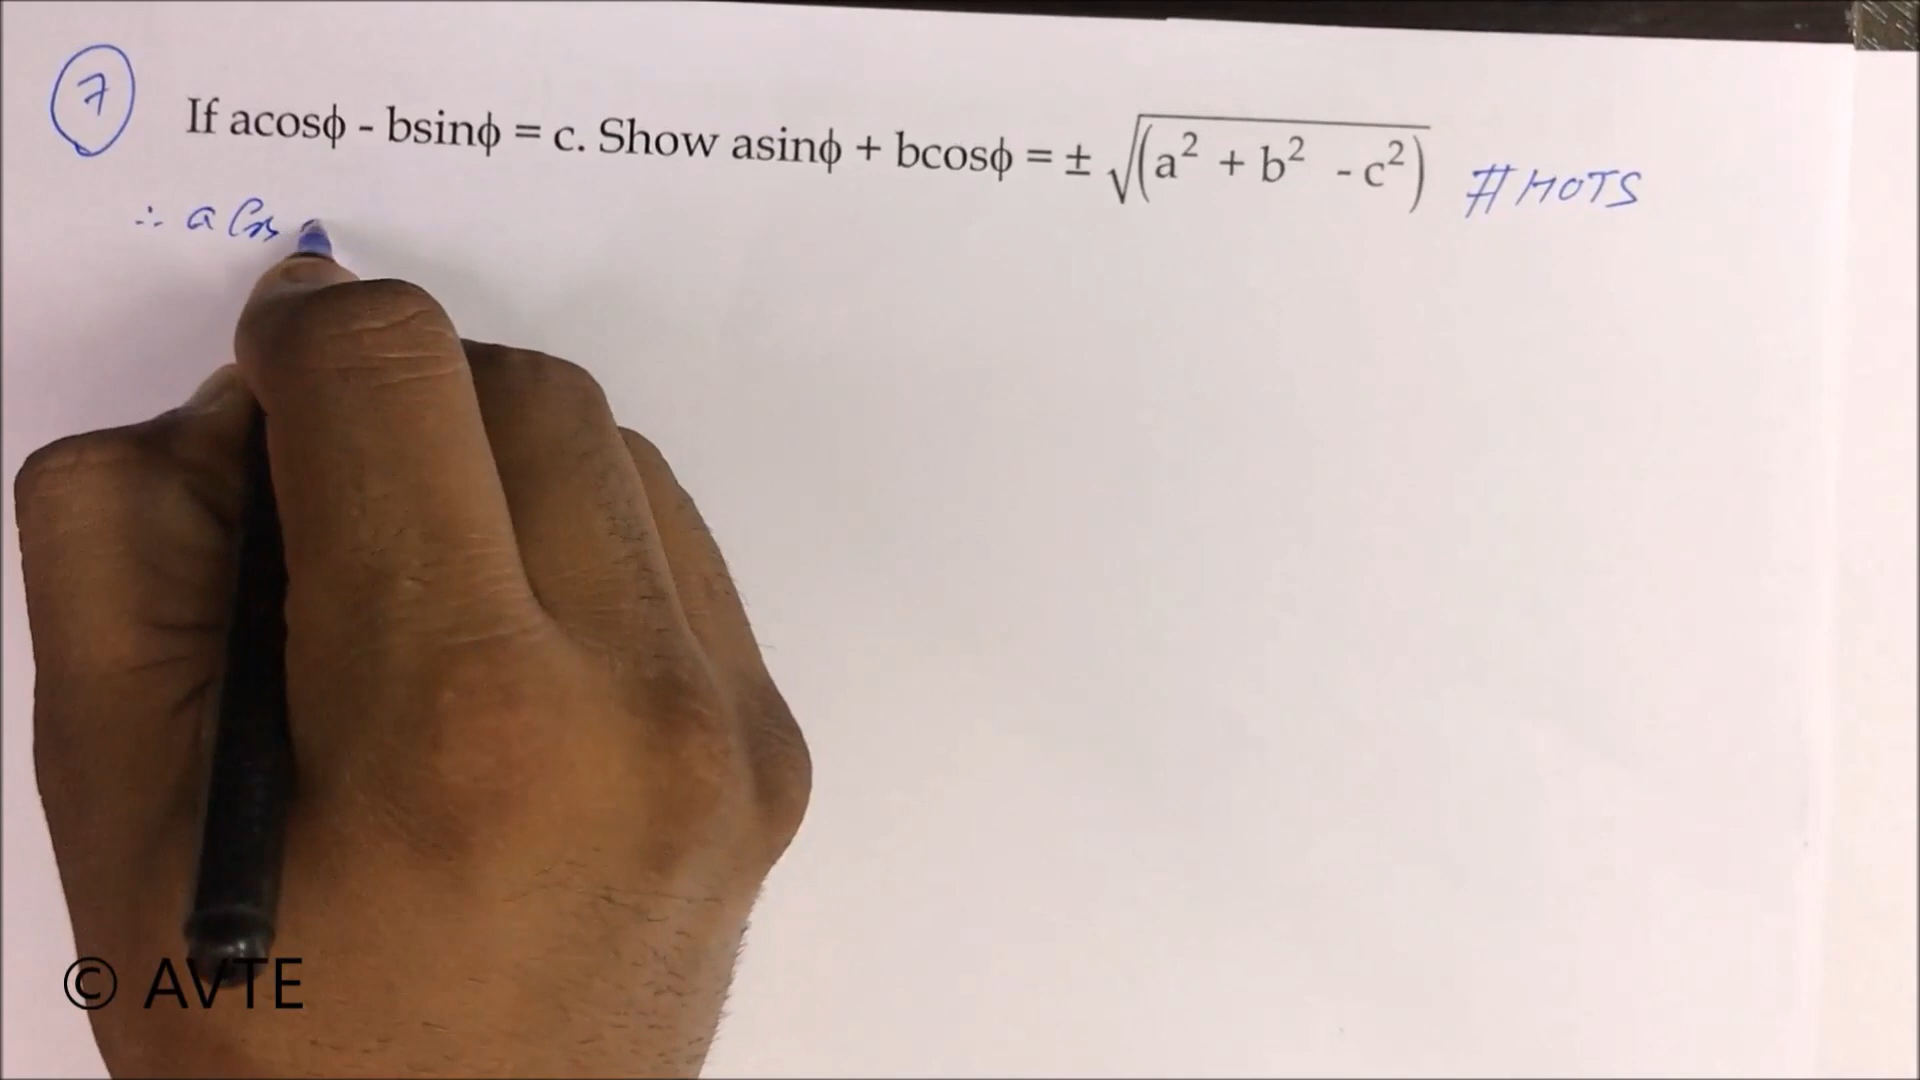 7
If acosϕ - bsinϕ = c. Show asinϕ + bcosϕ = ± √(a² + b² - c²) #HOTS
∴ a Cos
© AVTE